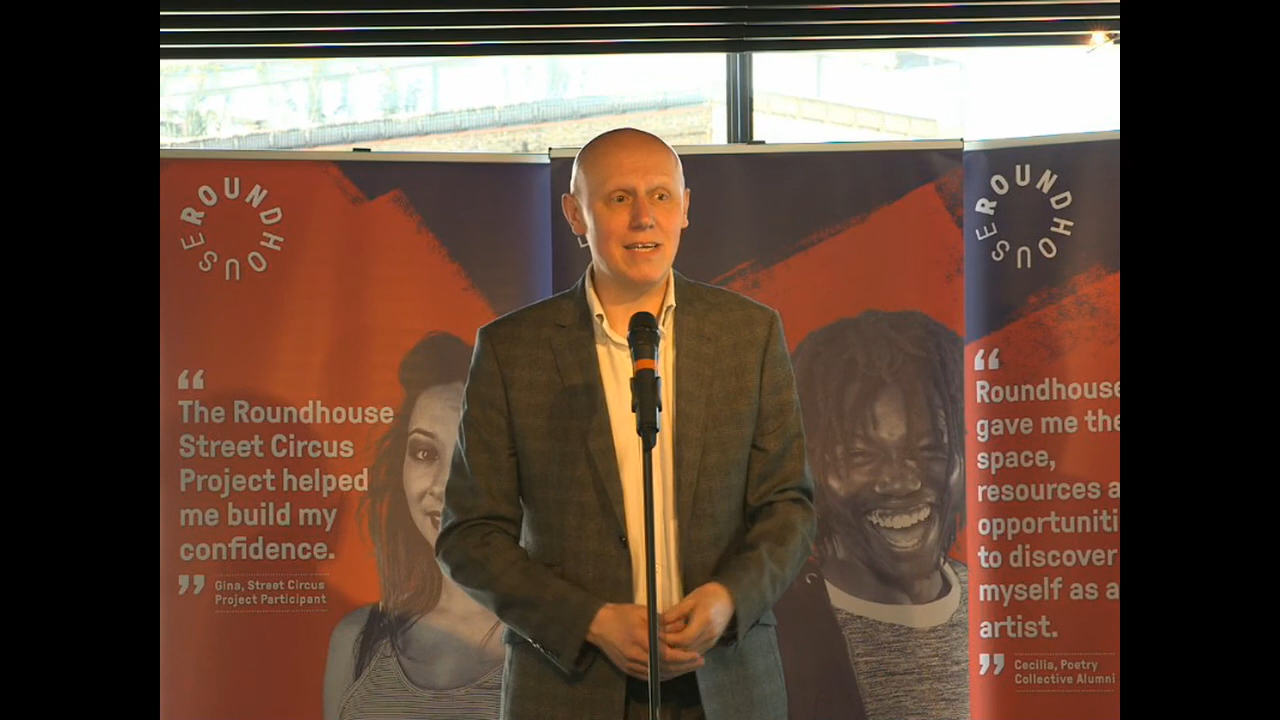 ROUNDHOUSE
“
The Roundhouse
Street Circus
Project helped
me build my
confidence.
”
Gina, Street Circus
Project Participant
ROUNDHOUSE
“
Roundhouse
gave me the
space,
resources a
opportuniti
to discover
myself as a
artist.
”
Cecilia, Poetry
Collective Alumni